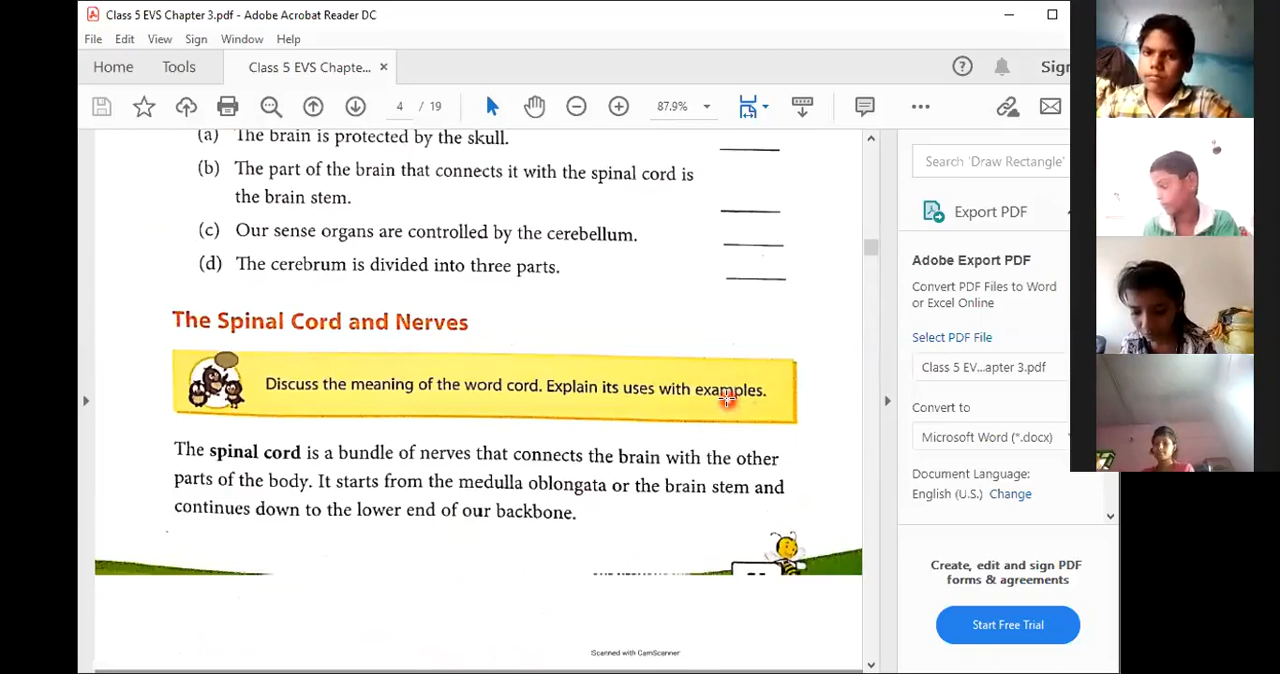 Class 5 EVS Chapter 3.pdf - Adobe Acrobat Reader DC
File Edit View Sign Window Help
Home Tools Class 5 EVS Chapte... × Sign
4 / 19 87.9%
(a) The brain is protected by the skull.
(b) The part of the brain that connects it with the spinal cord is
the brain stem.
(c) Our sense organs are controlled by the cerebellum.
(d) The cerebrum is divided into three parts.
The Spinal Cord and Nerves
Discuss the meaning of the word cord. Explain its uses with examples.
The spinal cord is a bundle of nerves that connects the brain with the other
parts of the body. It starts from the medulla oblongata or the brain stem and
continues down to the lower end of our backbone.
Scanned with CamScanner
Search 'Draw Rectangle'
Export PDF
Adobe Export PDF
Convert PDF Files to Word
or Excel Online
Select PDF File
Class 5 EV...apter 3.pdf
Convert to
Microsoft Word (*.docx)
Document Language:
English (U.S.) Change
Create, edit and sign PDF
forms & agreements
Start Free Trial